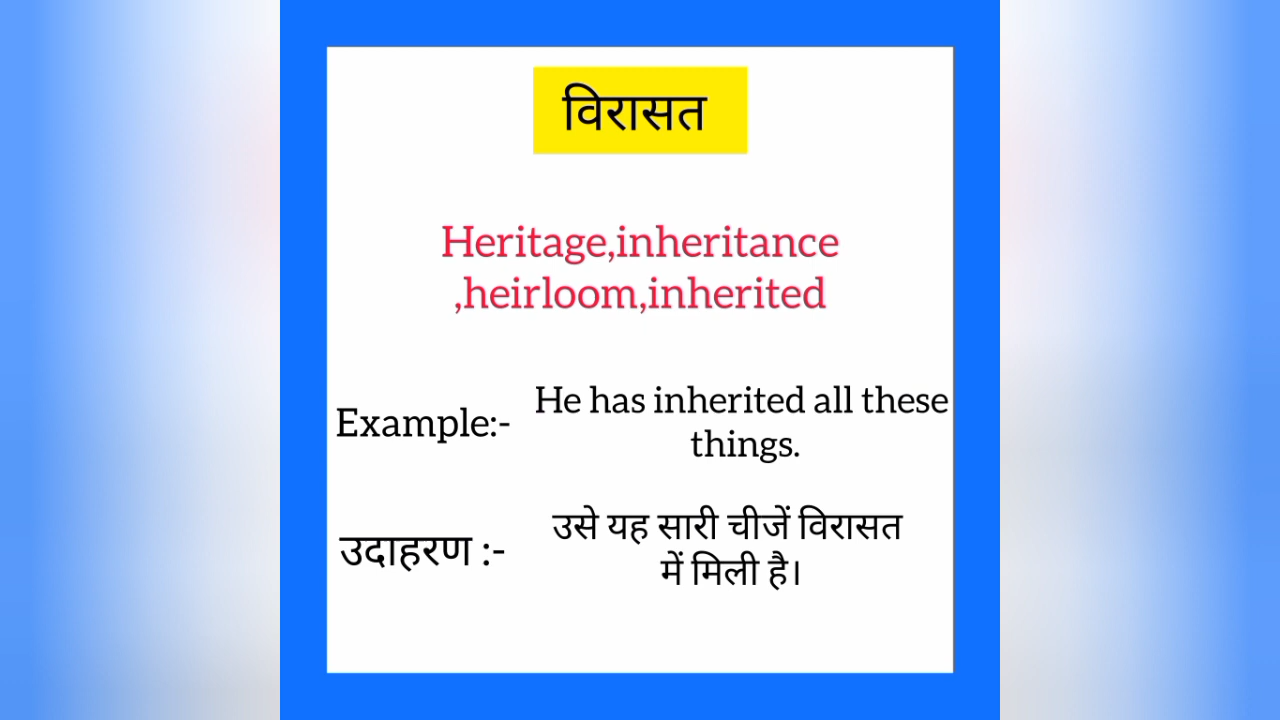 विरासत
Heritage,inheritance
,heirloom,inherited
Example:-
He has inherited all these
things.
उदाहरण :-
उसे यह सारी चीजें विरासत
में मिली है।